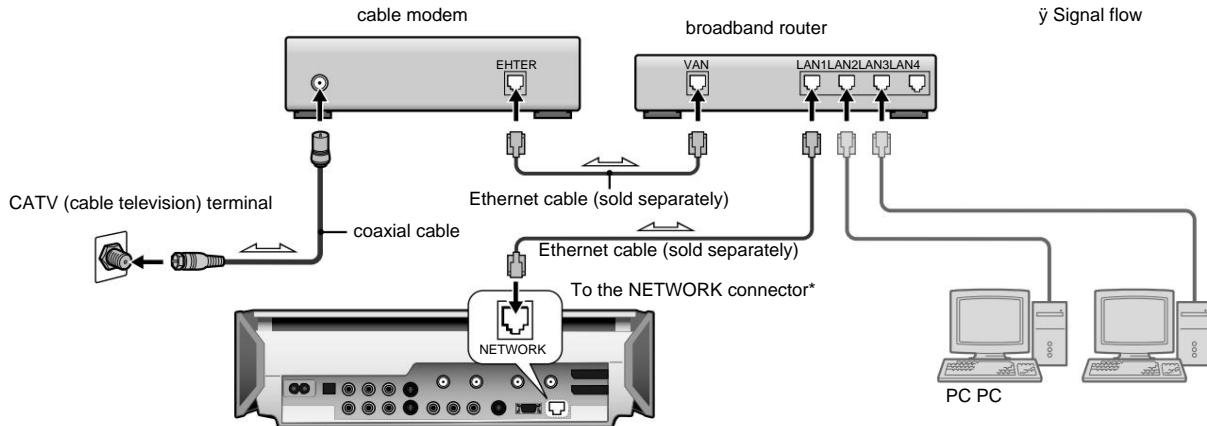 cable modem
broadband router
ÿ Signal flow
EHTER
VAN
LAN1LAN2LAN3LAN4
Ethernet cable (sold separately)
CATV (cable television) terminal
coaxial cable
Ethernet cable (sold separately)
To the NETWORK connector*
NETWORK
PC PC